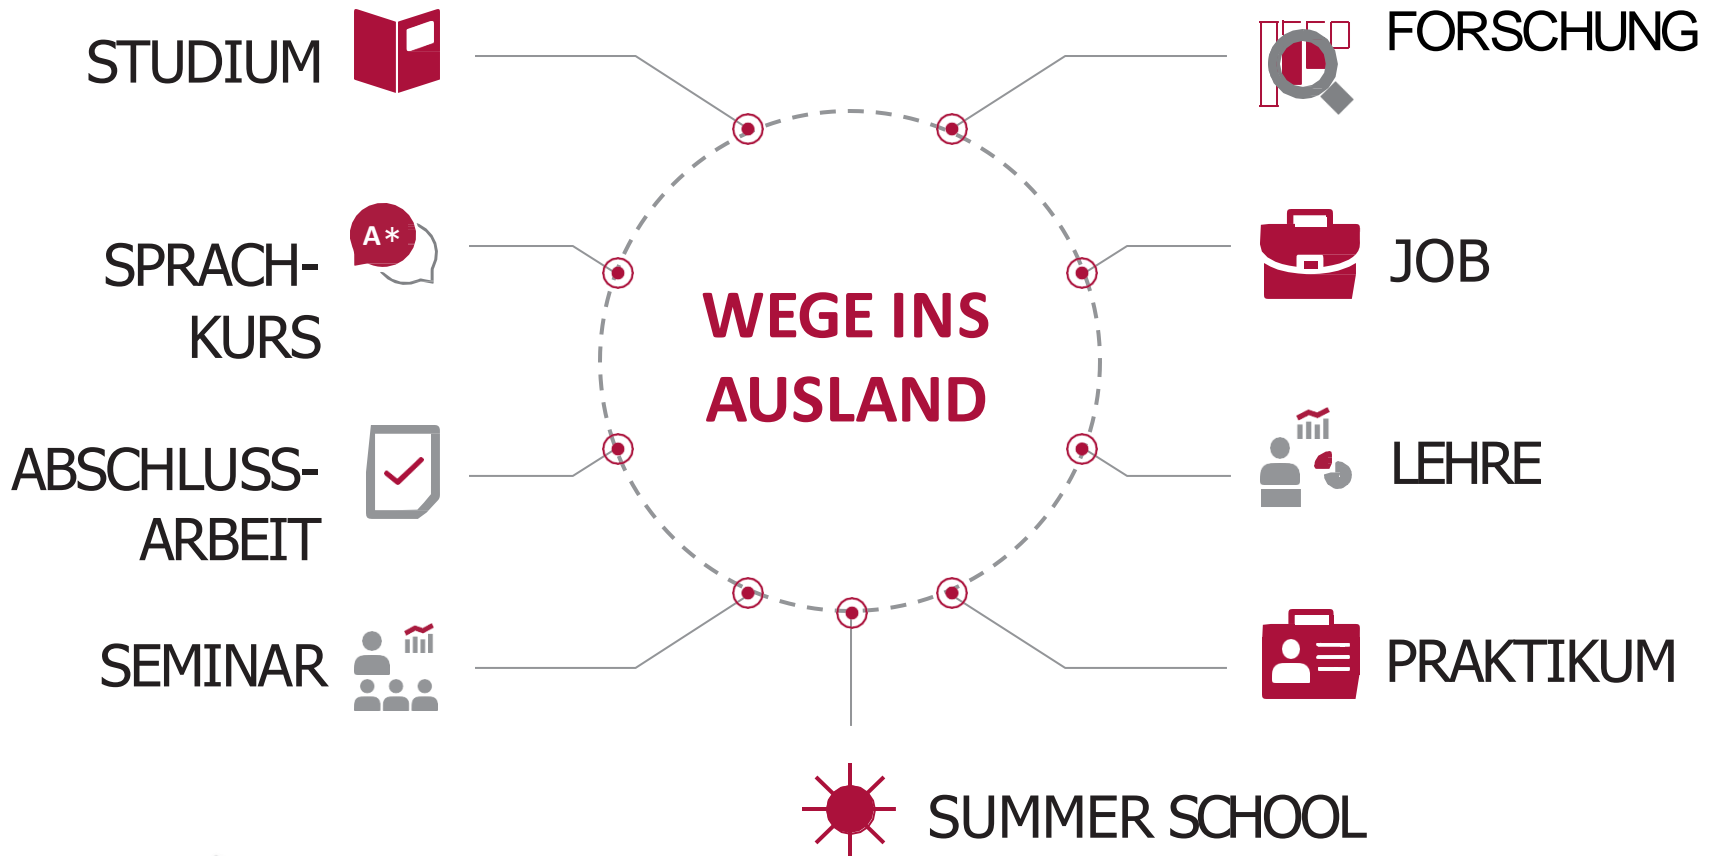 STUDIUM
FORSCHUNG
A*
SPRACH-
KURS
JOB
WEGE INS
AUSLAND
ABSCHLUSS-
ARBEIT
LEHRE
SEMINAR
PRAKTIKUM
SUMMER SCHOOL